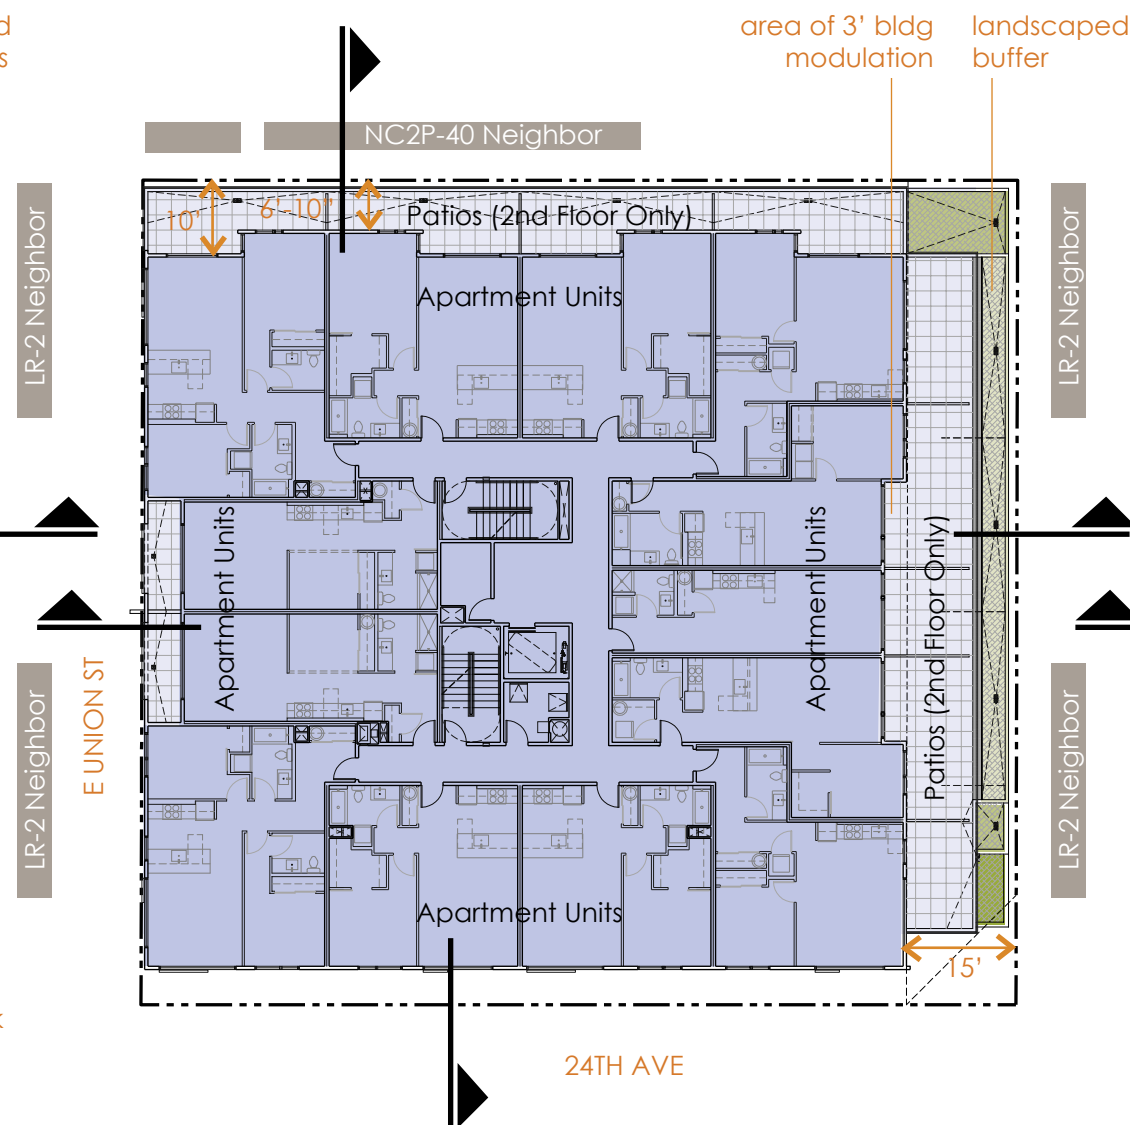 d
s
area of 3’ bldg
modulation
landscaped
buffer
NC2P-40 Neighbor
LR-2 Neighbor
LR-2 Neighbor
10’
6’-10”
Patios (2nd Floor Only)
Apartment Units
Apartment Units
Apartment Units
Patios (2nd Floor Only)
E UNION ST
LR-2 Neighbor
LR-2 Neighbor
Apartment Units
15’
k
24TH AVE